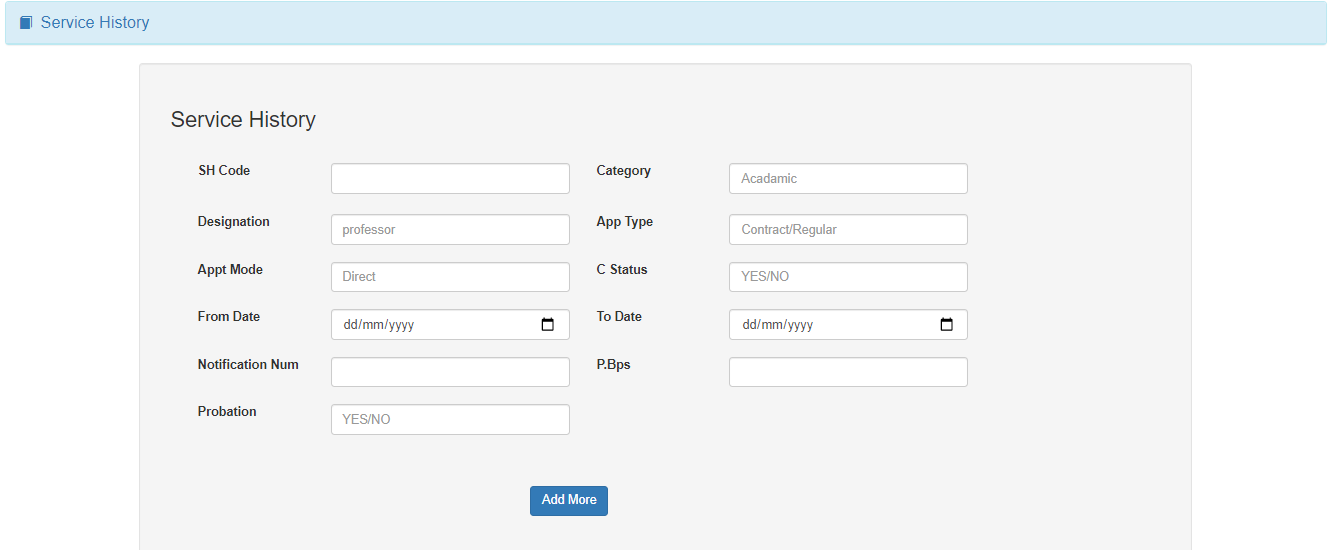 Service History
Service History
SH Code
Category Acadamic
Designation professor App Type Contract/Regular
Appt Mode Direct C Status YES/NO
From Date dd/mm/yyyy To Date dd/mm/yyyy
Notification Num P.Bps
Probation YES/NO
Add More